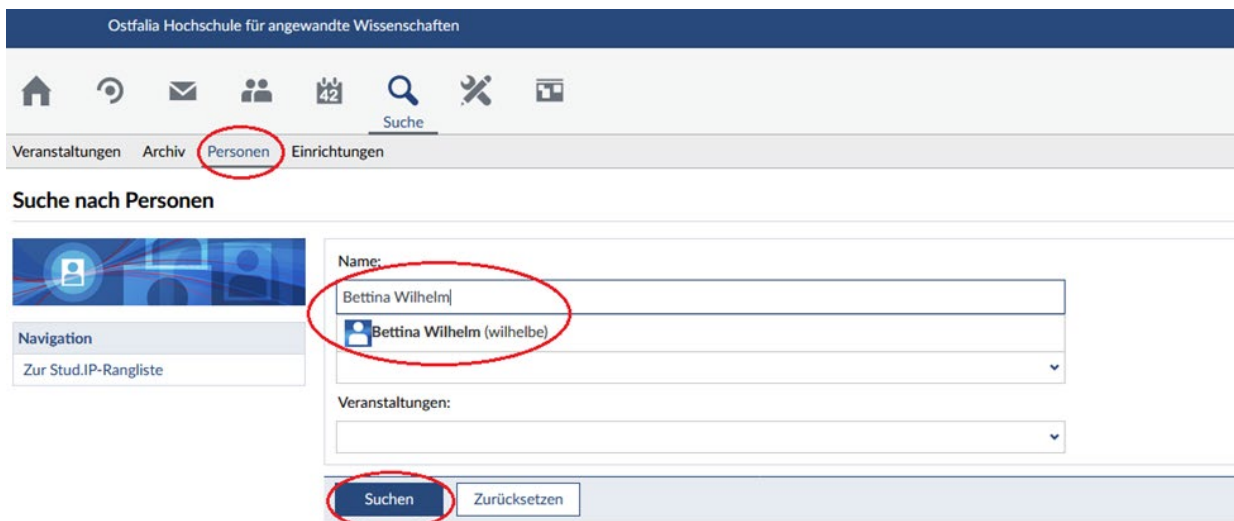 Ostfalia Hochschule für angewandte Wissenschaften
42
Suche
Veranstaltungen Archiv Personen Einrichtungen
Suche nach Personen
Name:
Bettina Wilhelm
Bettina Wilhelm (wilhelbe)
Navigation
Zur Stud.IP-Rangliste
Veranstaltungen:
Suchen Zurücksetzen